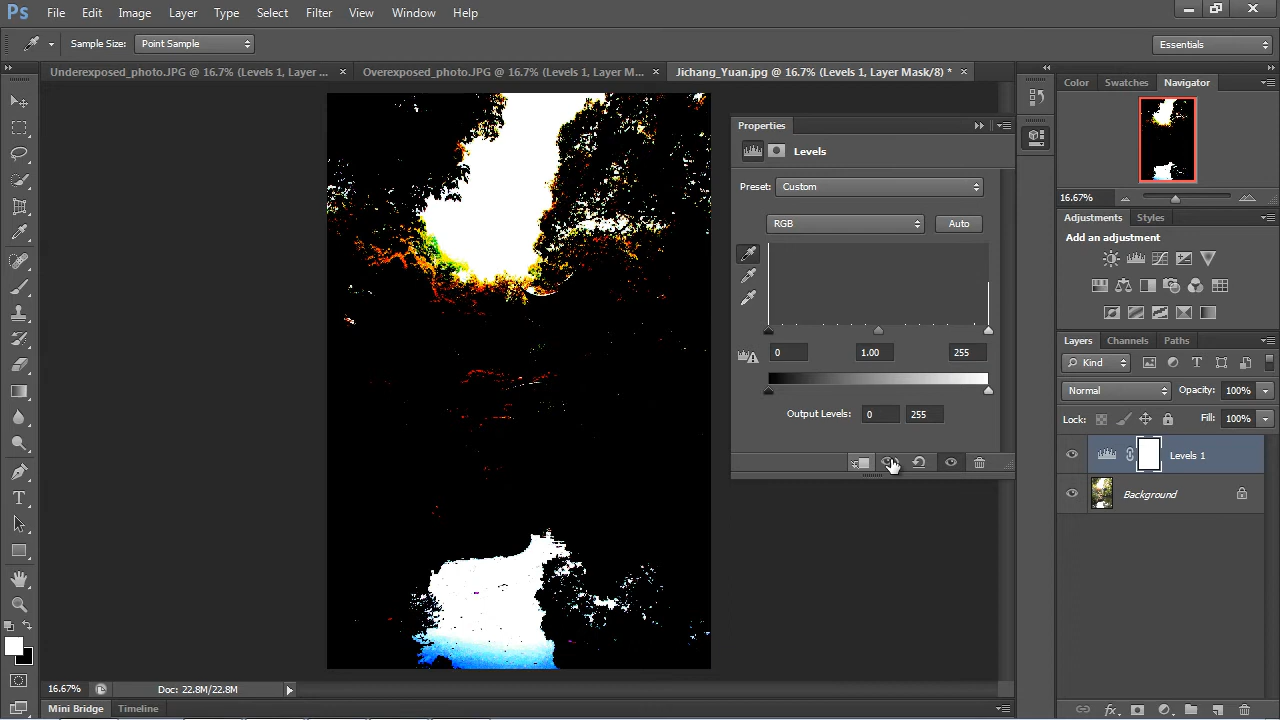 Ps File Edit Image Layer Type Select Filter View Window Help
Sample Size: Point Sample Essentials
Underexposed_photo.JPG @ 16.7% (Levels 1, Layer ... × Overexposed_photo.JPG @ 16.7% (Levels 1, Layer M... × Jichang_Yuan.jpg @ 16.7% (Levels 1, Layer Mask/8) * ×
Color Swatches Navigator
Properties
Levels
Preset: Custom
16.67%
RGB Auto
Adjustments Styles
Add an adjustment
Layers Channels Paths
0 1.00 255
Kind
Normal Opacity: 100%
Output Levels: 0 255
Lock: Fill: 100%
Levels 1
Background
16.67% Doc: 22.8M/22.8M
Mini Bridge Timeline
fx